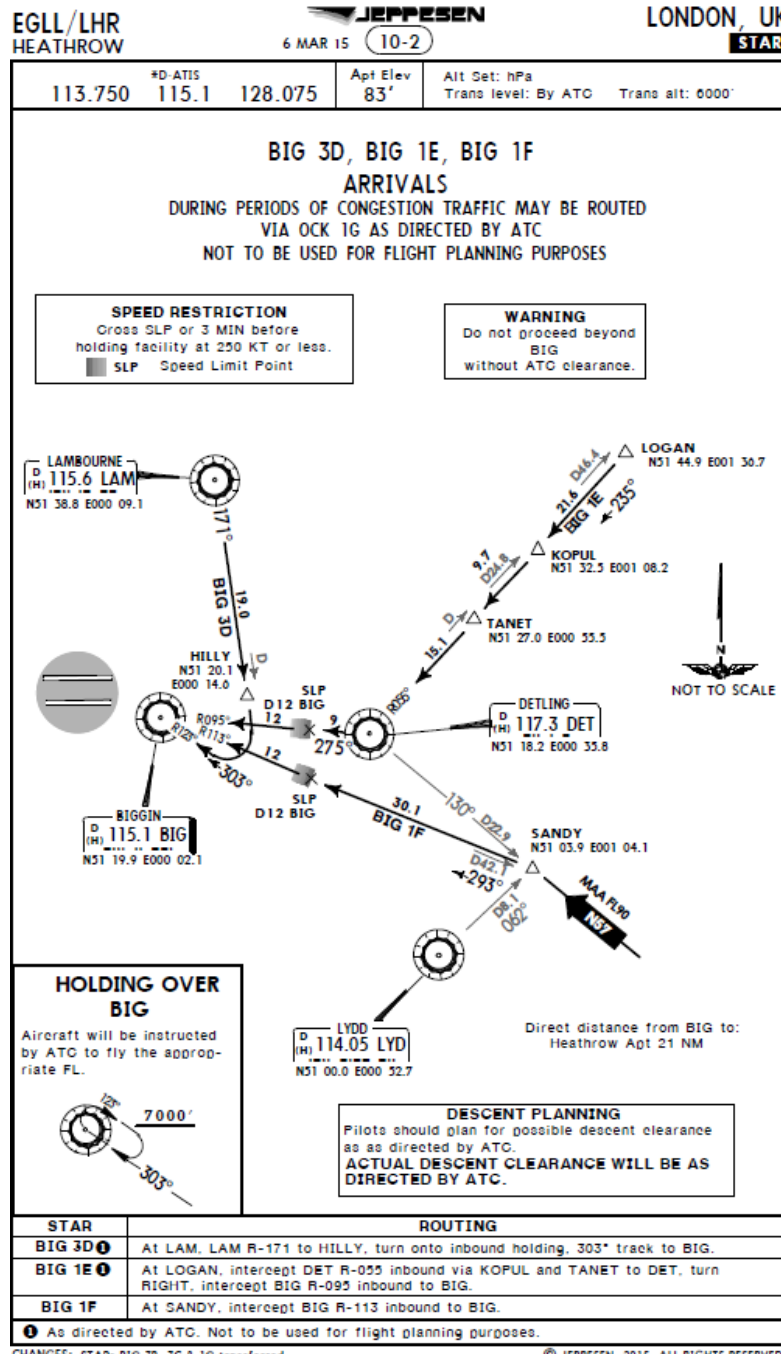 EGLL/LHR
HEATHROW
JEPPESEN
6 MAR 15 10-2
LONDON, UK
STAR
*D-ATIS
113.750 115.1 128.075
Apt Elev
83'
Alt Set: hPa
Trans level: By ATC Trans alt: 6000'
BIG 3D, BIG 1E, BIG 1F
ARRIVALS
DURING PERIODS OF CONGESTION TRAFFIC MAY BE ROUTED
VIA OCK 1G AS DIRECTED BY ATC
NOT TO BE USED FOR FLIGHT PLANNING PURPOSES
SPEED RESTRICTION
Cross SLP or 3 MIN before
holding facility at 250 KT or less.
SLP Speed Limit Point
WARNING
Do not proceed beyond
BIG
without ATC clearance.
LOGAN
N51 44.9 E001 36.7
D46.4
21.6
BIG 1E
235°
LAMBOURNE
D
(H) 115.6 LAM
N51 38.8 E000 09.1
171°
BIG 3D
19.0
KOPUL
N51 32.5 E001 08.2
9.7
D24.8
TANET
N51 27.0 E000 55.5
D
15.1
R055°
N
NOT TO SCALE
HILLY
N51 20.1
E000 14.6
D
SLP
D12 BIG
R095°
12
9
275°
R113°
R123°
12
303°
DETLING
D
(H) 117.3 DET
N51 18.2 E000 35.8
SLP
D12 BIG
BIGGIN
D
(H) 115.1 BIG
N51 19.9 E000 02.1
30.1
BIG 1F
130°
D22.9
SANDY
N51 03.9 E001 04.1
D42.1
293°
D8.1
062°
MAA FL90
N57
LYDD
D
(H) 114.05 LYD
N51 00.0 E000 52.7
Direct distance from BIG to:
Heathrow Apt 21 NM
HOLDING OVER
BIG
Aircraft will be instructed
by ATC to fly the approp-
riate FL.
123°
7000'
303°
DESCENT PLANNING
Pilots should plan for possible descent clearance
as as directed by ATC.
ACTUAL DESCENT CLEARANCE WILL BE AS
DIRECTED BY ATC.
STAR ROUTING
BIG 3D ❶ At LAM, LAM R-171 to HILLY, turn onto inbound holding, 303° track to BIG.
BIG 1E ❶ At LOGAN, intercept DET R-055 inbound via KOPUL and TANET to DET, turn
RIGHT, intercept BIG R-095 inbound to BIG.
BIG 1F At SANDY, intercept BIG R-113 inbound to BIG.
❶ As directed by ATC. Not to be used for flight planning purposes.